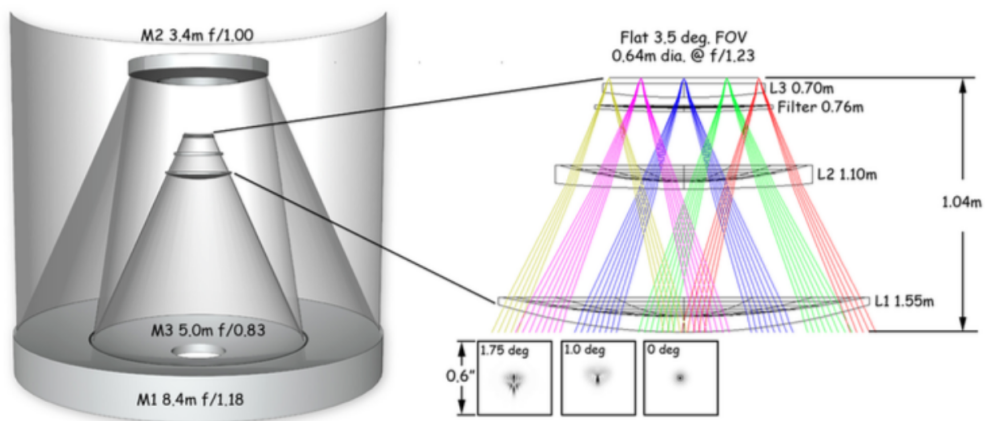 M2 3.4m f/1.00
M3 5.0m f/0.83
M1 8.4m f/1.18
Flat 3.5 deg. FOV
0.64m dia. @ f/1.23
L3 0.70m
Filter 0.76m
L2 1.10m
1.04m
L1 1.55m
0.6"
1.75 deg
1.0 deg
0 deg